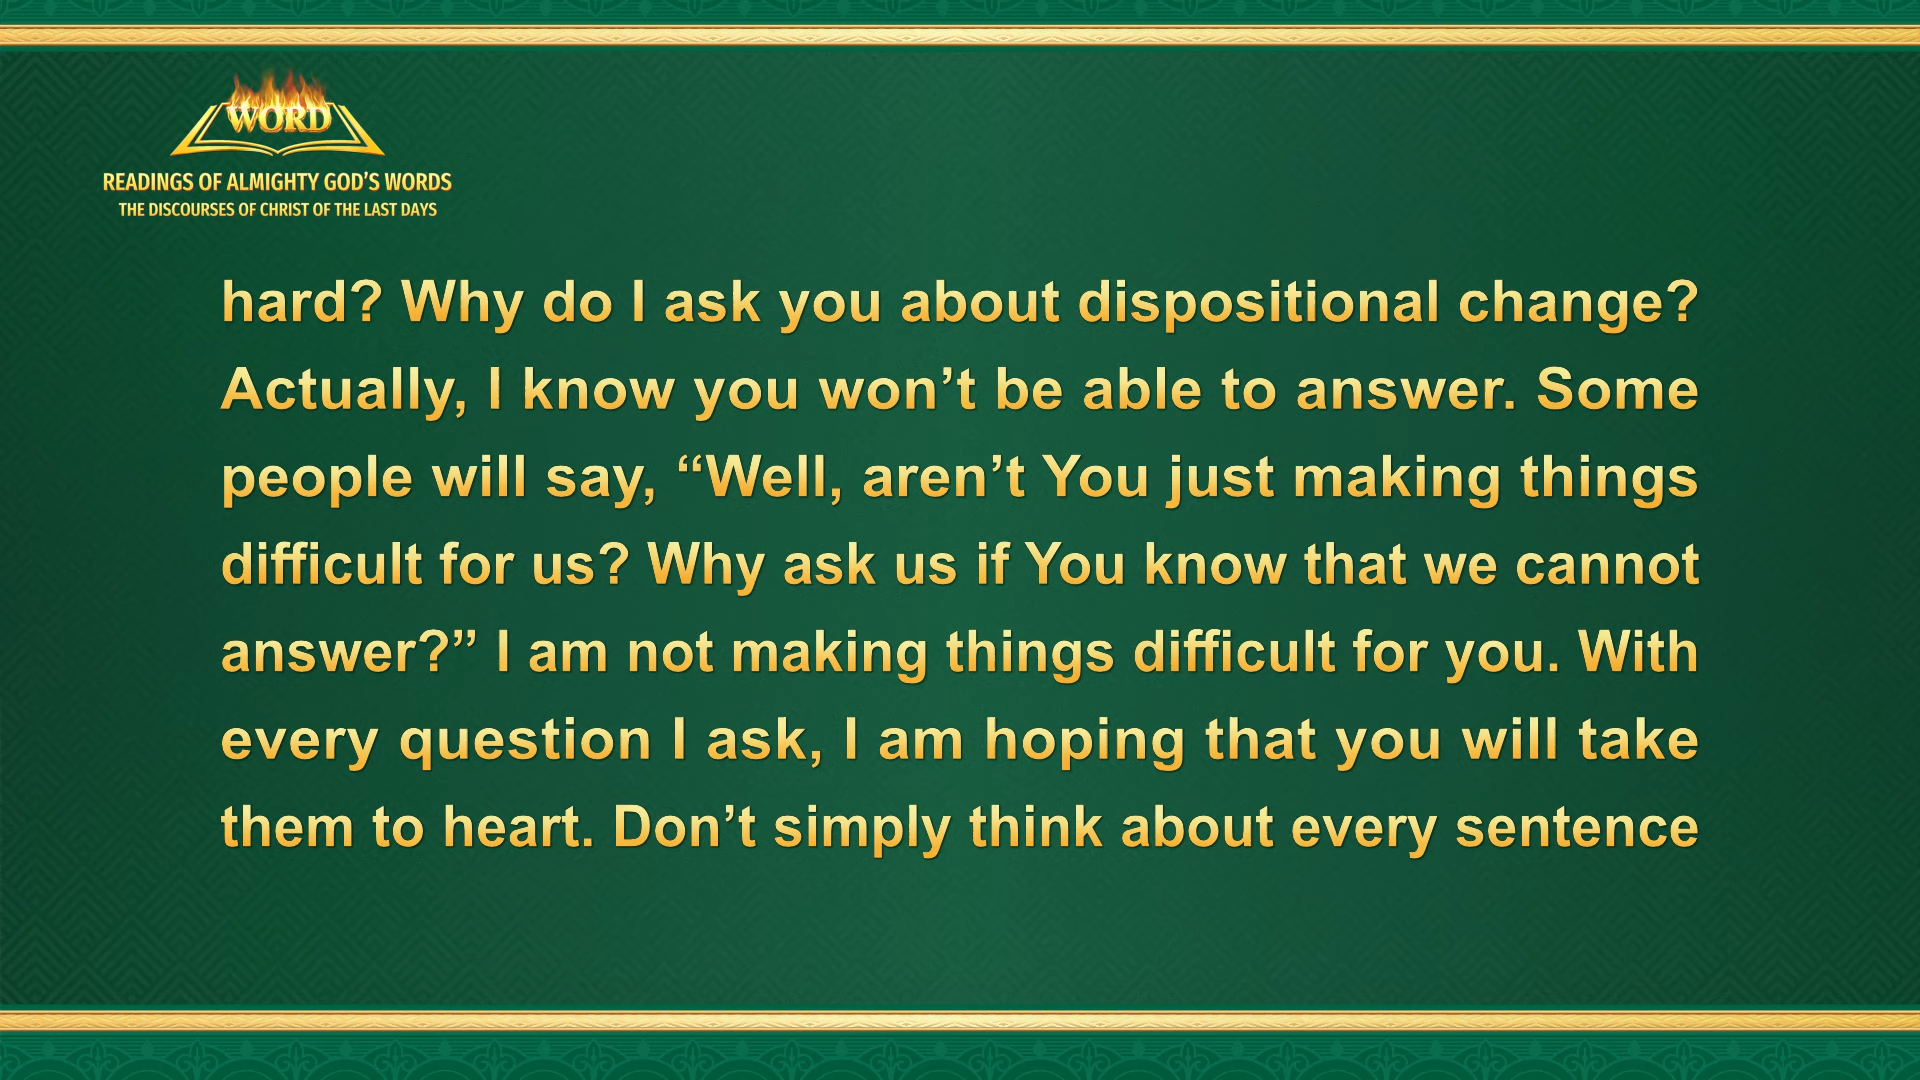 WORD
READINGS OF ALMIGHTY GOD’S WORDS
THE DISCOURSES OF CHRIST OF THE LAST DAYS
hard? Why do I ask you about dispositional change?
Actually, I know you won’t be able to answer. Some
people will say, “Well, aren’t You just making things
difficult for us? Why ask us if You know that we cannot
answer?” I am not making things difficult for you. With
every question I ask, I am hoping that you will take
them to heart. Don’t simply think about every sentence